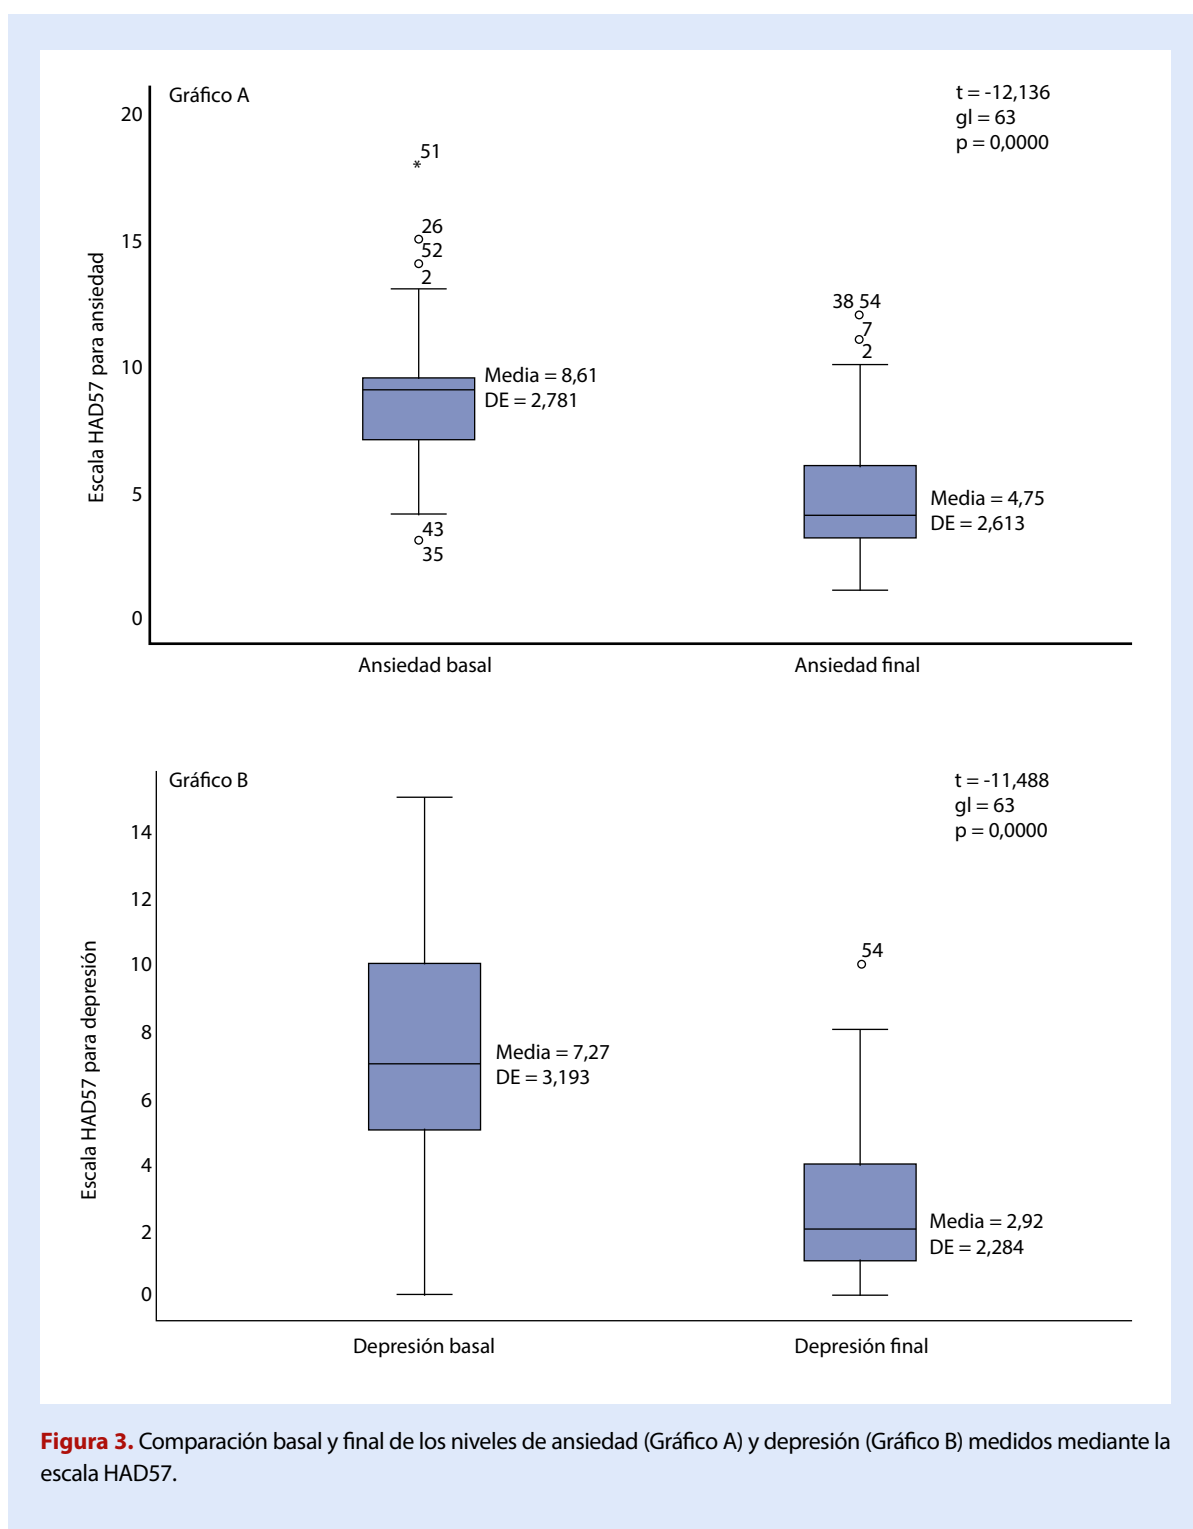 Gráfico A
t = -12,136
gl = 63
p = 0,0000
Escala HAD57 para ansiedad
20
15
10
5
0
*51
26
52
2
Media = 8,61
DE = 2,781
43
35
38 54
7
2
Media = 4,75
DE = 2,613
Ansiedad basal
Ansiedad final
Gráfico B
t = -11,488
gl = 63
p = 0,0000
Escala HAD57 para depresión
14
12
10
8
6
4
2
0
Media = 7,27
DE = 3,193
54
Media = 2,92
DE = 2,284
Depresión basal
Depresión final
Figura 3. Comparación basal y final de los niveles de ansiedad (Gráfico A) y depresión (Gráfico B) medidos mediante la
escala HAD57.